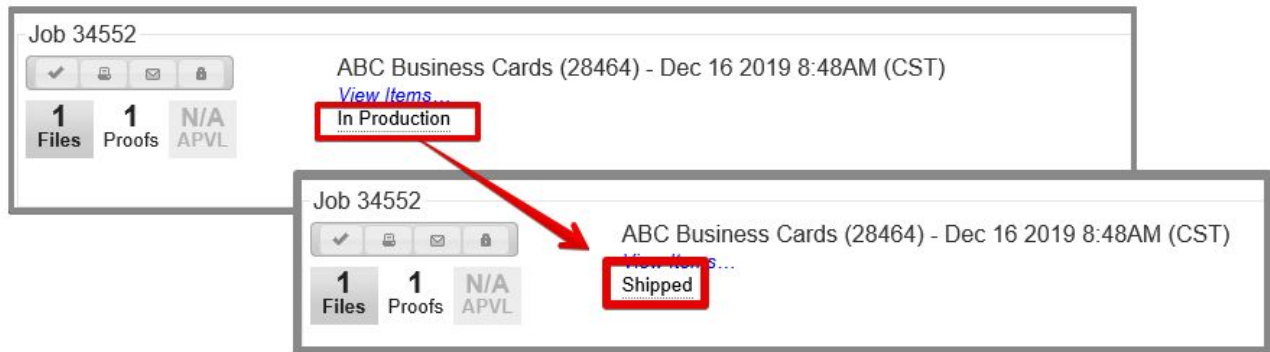 Job 34552
ABC Business Cards (28464) - Dec 16 2019 8:48AM (CST)
View Items...
In Production
1 1 N/A
Files Proofs APVL
Job 34552
ABC Business Cards (28464) - Dec 16 2019 8:48AM (CST)
View Items...
Shipped
1 1 N/A
Files Proofs APVL